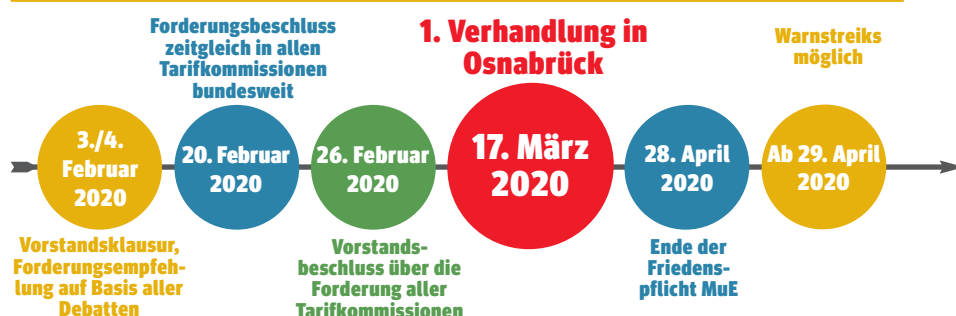 3./4.
Februar
2020
Vorstandsklausur,
Forderungsempfeh-
lung auf Basis aller
Debatten
Forderungsbeschluss
zeitgleich in allen
Tarifkommissionen
bundesweit
20. Februar
2020
26. Februar
2020
Vorstands-
beschluss über die
Forderung aller
Tarifkommissionen
1. Verhandlung in
Osnabrück
17. März
2020
28. April
2020
Ende der
Friedens-
pflicht MuE
Warnstreiks
möglich
Ab 29. April
2020